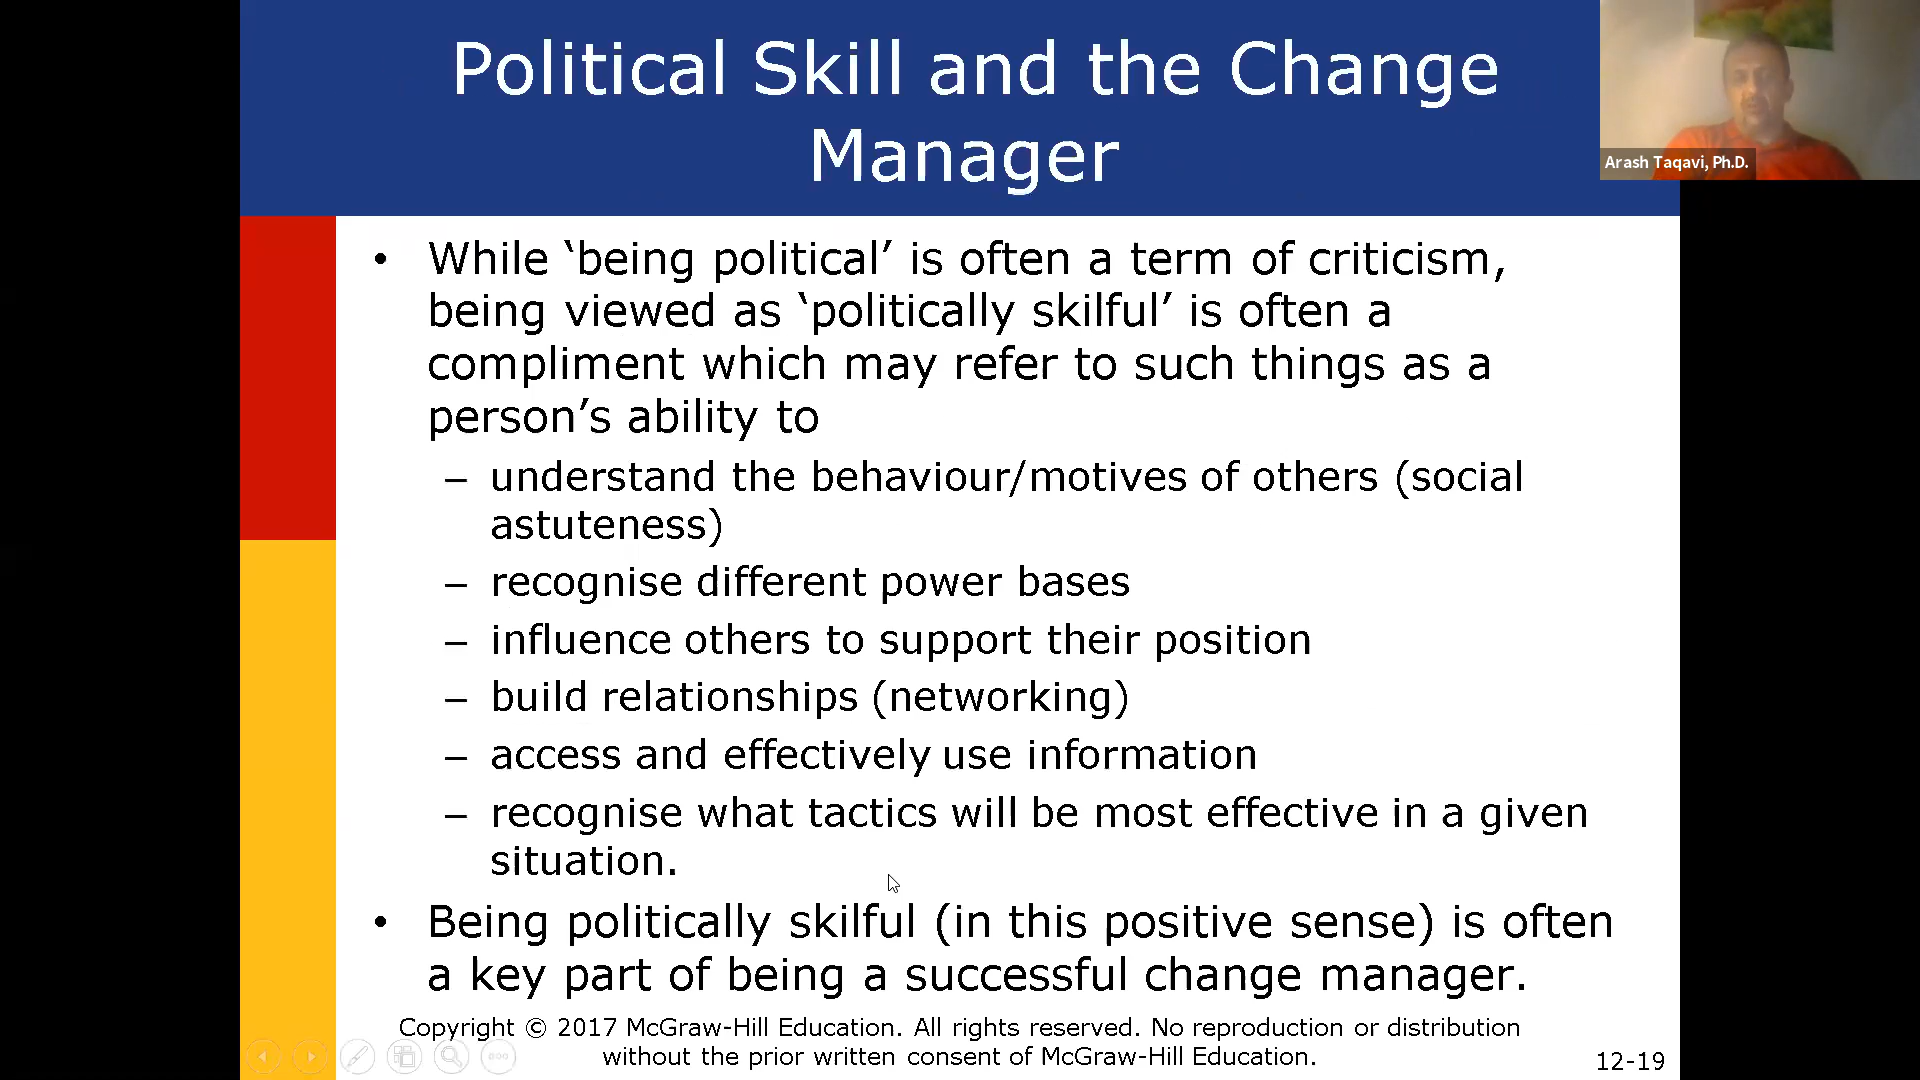 Political Skill and the Change
Manager
Arash Taqavi, Ph.D.
• While ‘being political’ is often a term of criticism,
being viewed as ‘politically skilful’ is often a
compliment which may refer to such things as a
person’s ability to
– understand the behaviour/motives of others (social
astuteness)
– recognise different power bases
– influence others to support their position
– build relationships (networking)
– access and effectively use information
– recognise what tactics will be most effective in a given
situation.
• Being politically skilful (in this positive sense) is often
a key part of being a successful change manager.
Copyright © 2017 McGraw-Hill Education. All rights reserved. No reproduction or distribution
without the prior written consent of McGraw-Hill Education.
12-19